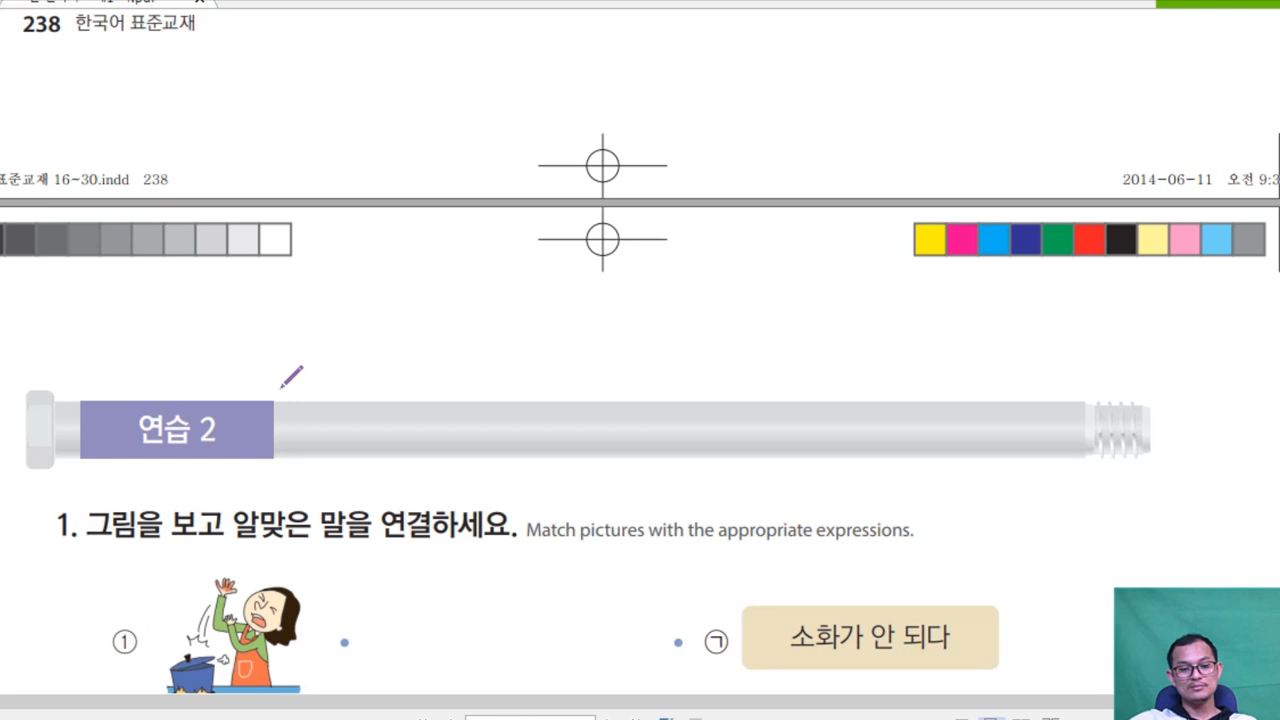 238 한국어 표준교재
표준교재 16~30.indd 238
2014-06-11 오전 9:3
연습 2
1. 그림을 보고 알맞은 말을 연결하세요. Match pictures with the appropriate expressions.
①
㉠ 소화가 안 되다